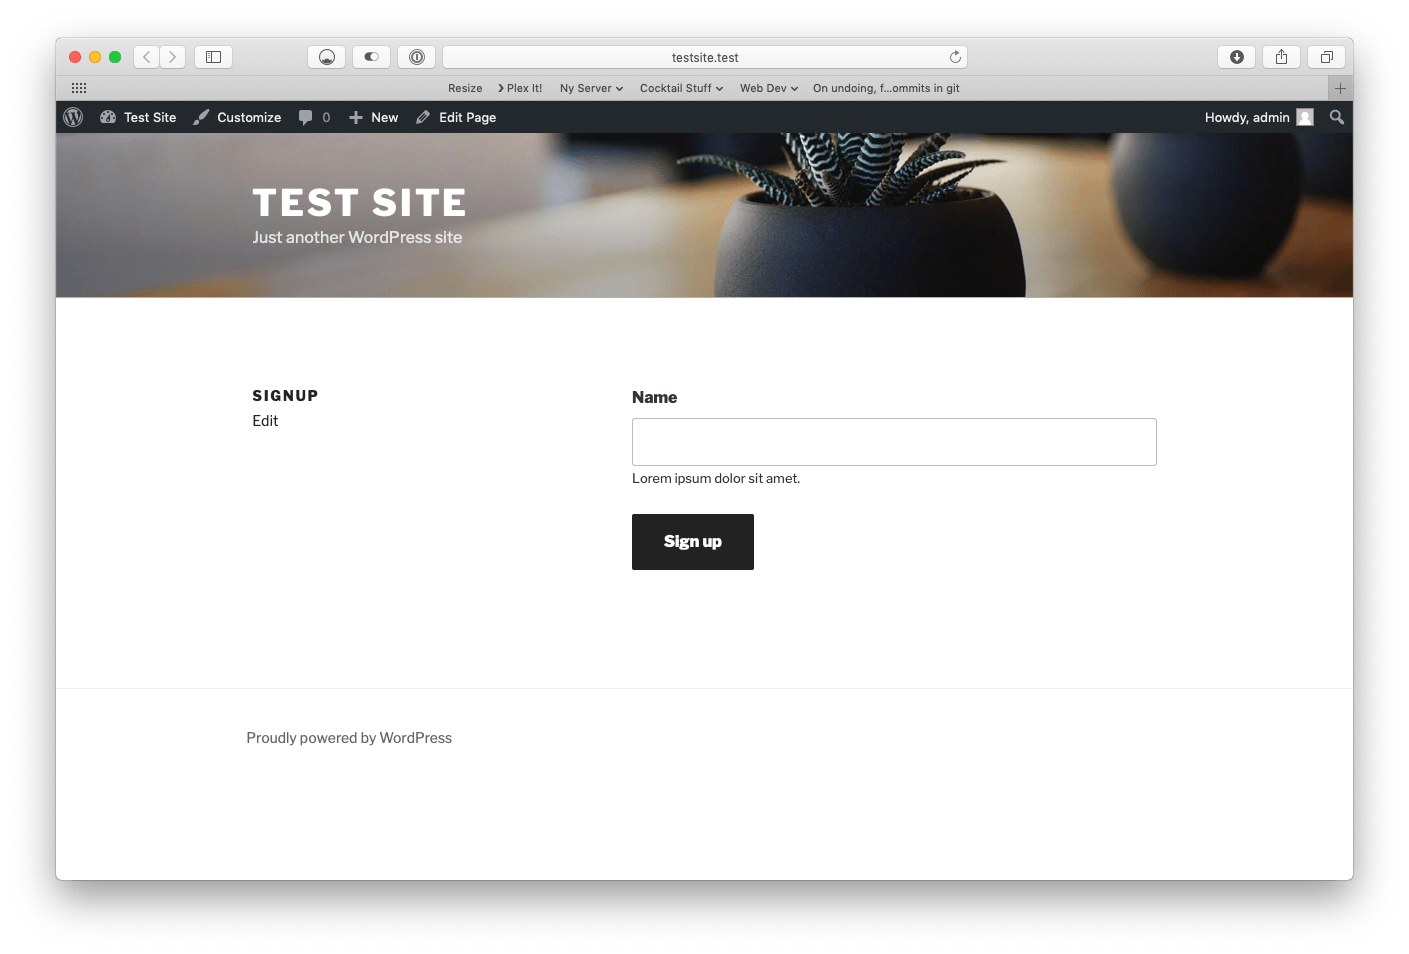 testsite.test
Resize
Plex It!
Ny Server
Cocktail Stuff
Web Dev
On undoing, f...ommits in git
Test Site
Customize
0
New
Edit Page
Howdy, admin
TEST SITE
Just another WordPress site
SIGNUP
Edit
Name
Lorem ipsum dolor sit amet.
Sign up
Proudly powered by WordPress